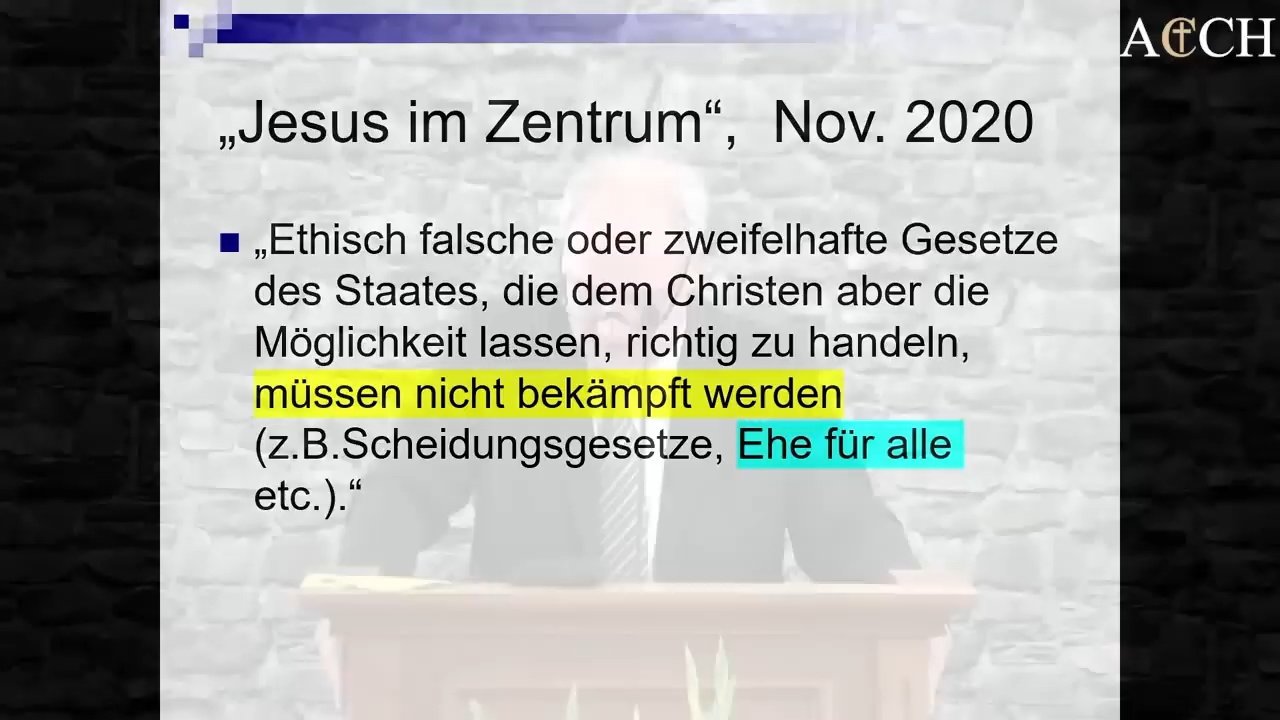 ACCH
„Jesus im Zentrum“, Nov. 2020
„Ethisch falsche oder zweifelhafte Gesetze
des Staates, die dem Christen aber die
Möglichkeit lassen, richtig zu handeln,
müssen nicht bekämpft werden
(z.B.Scheidungsgesetze, Ehe für alle
etc.).“